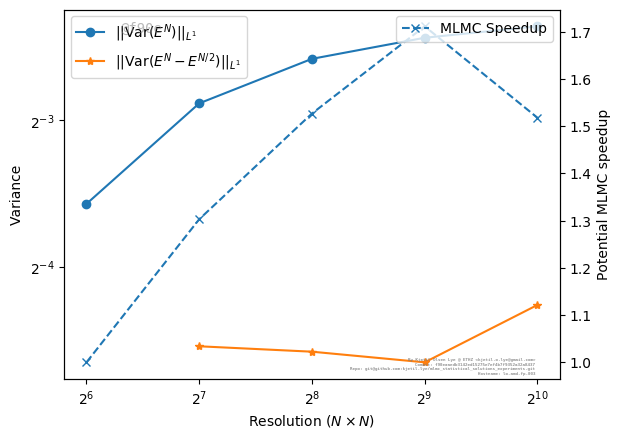 ||Var(E^N)||_{L^1}
||Var(E^N − E^{N/2})||_{L^1}
MLMC Speedup
2^{-3}
2^{-4}
Variance
1.7
1.6
1.5
1.4
1.3
1.2
1.1
1.0
Potential MLMC speedup
2^6
2^7
2^8
2^9
2^{10}
Resolution (N × N)